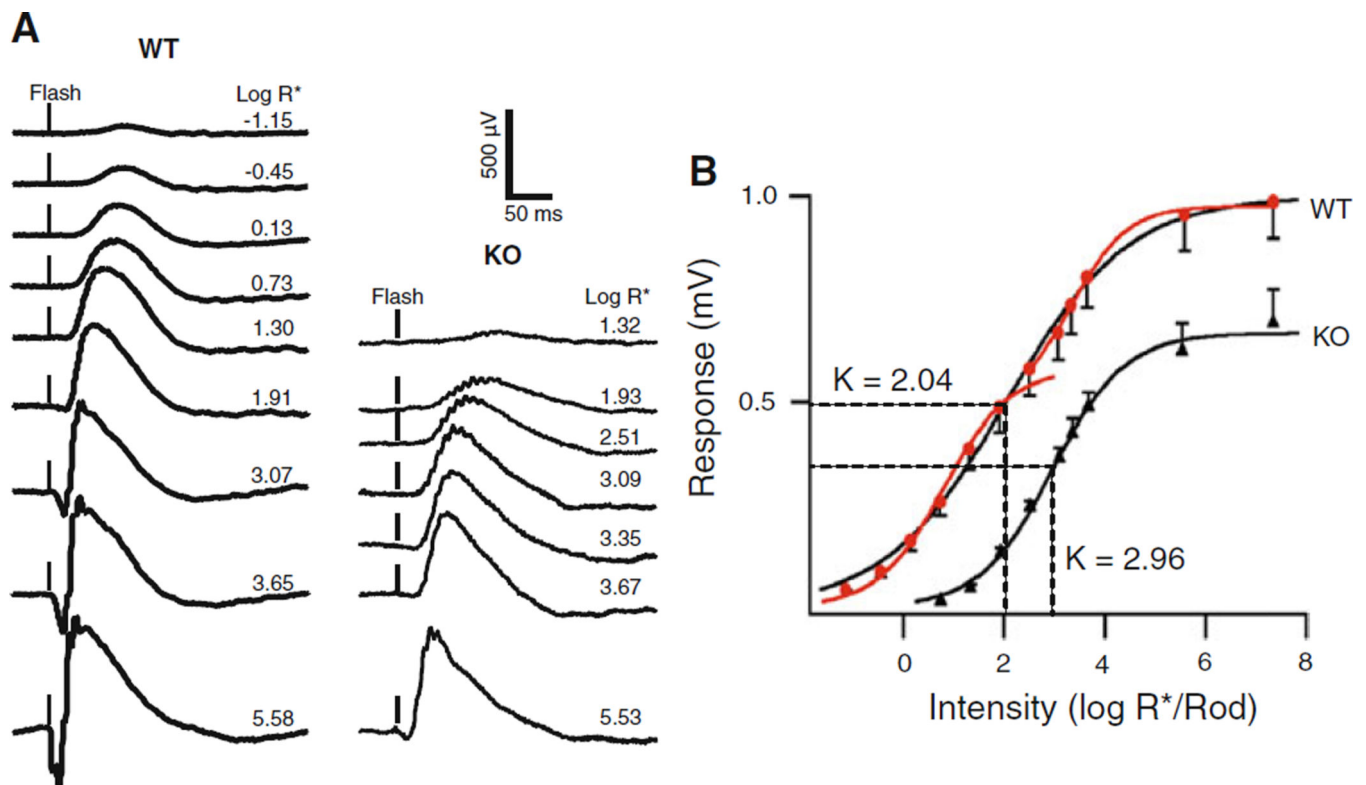 A
WT
Flash
Log R*
-1.15
-0.45
0.13
0.73
1.30
1.91
3.07
3.65
5.58
500 µV
50 ms
KO
Flash
Log R*
1.32
1.93
2.51
3.09
3.35
3.67
5.53
B
1.0
WT
KO
K = 2.04
0.5
Response (mV)
K = 2.96
0 2 4 6 8
Intensity (log R*/Rod)